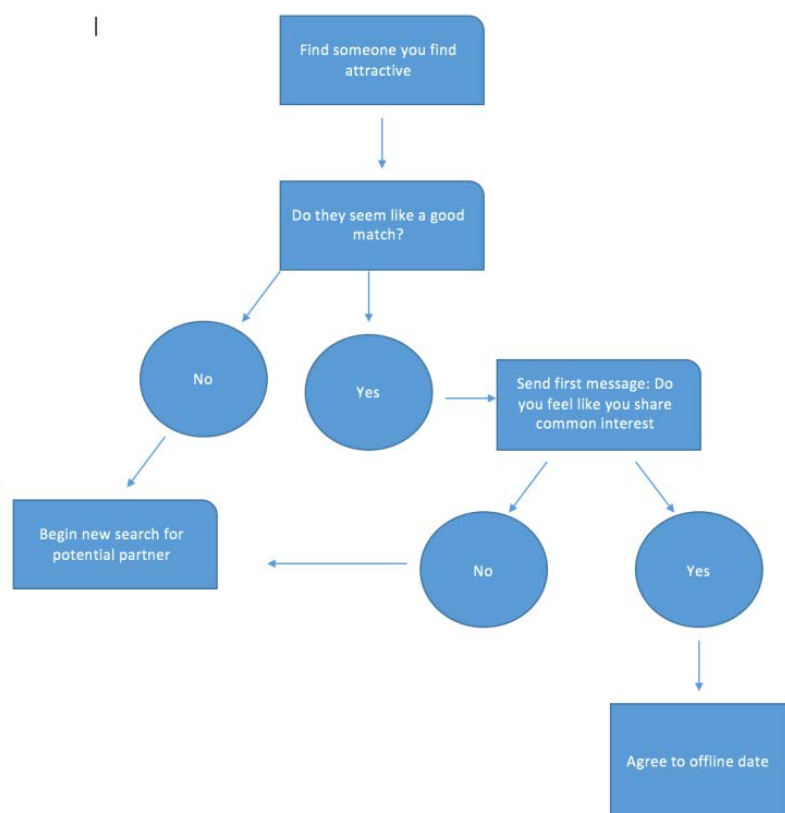 Find someone you find
attractive
Do they seem like a good
match?
No
Yes
Send first message: Do
you feel like you share
common interest
Begin new search for
potential partner
No
Yes
Agree to offline date